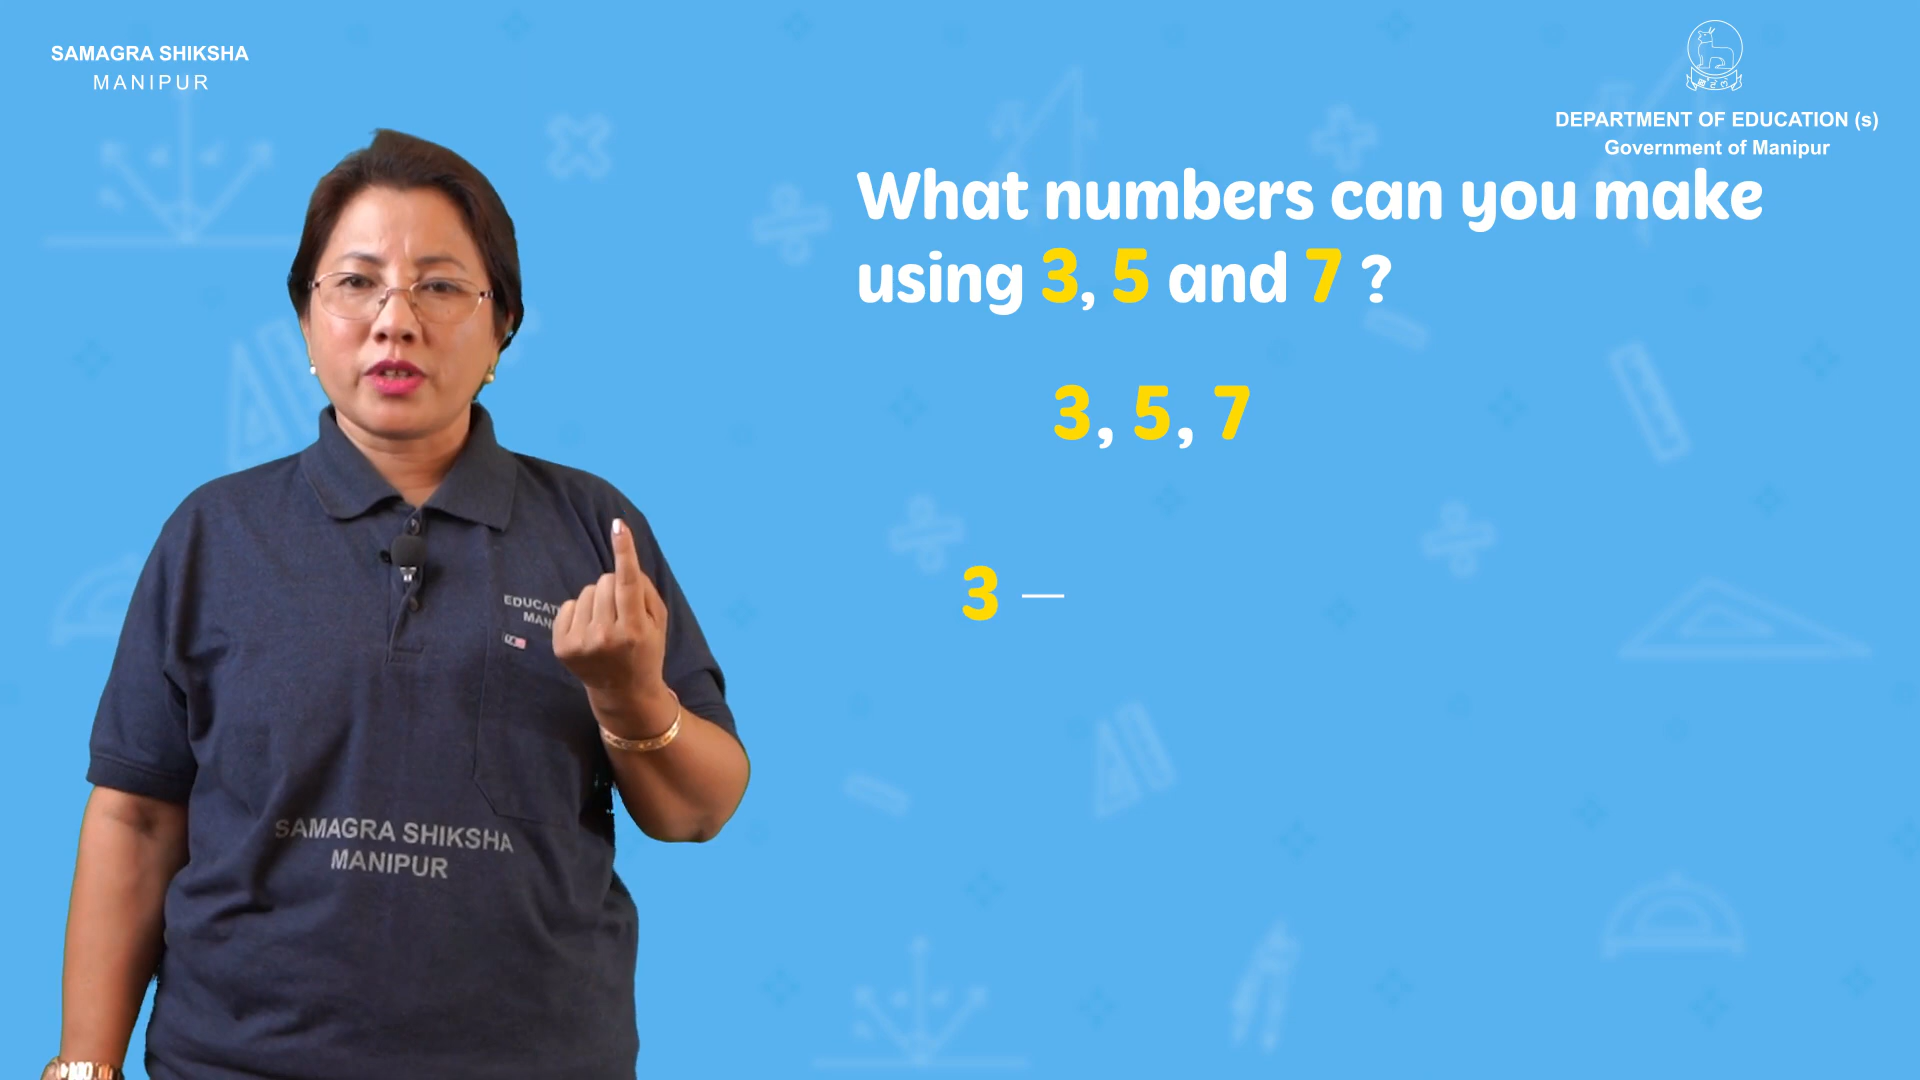 SAMAGRA SHIKSHA
MANIPUR
DEPARTMENT OF EDUCATION (s)
Government of Manipur
What numbers can you make
using 3, 5 and 7 ?
3, 5, 7
3 —
SAMAGRA SHIKSHA
MANIPUR